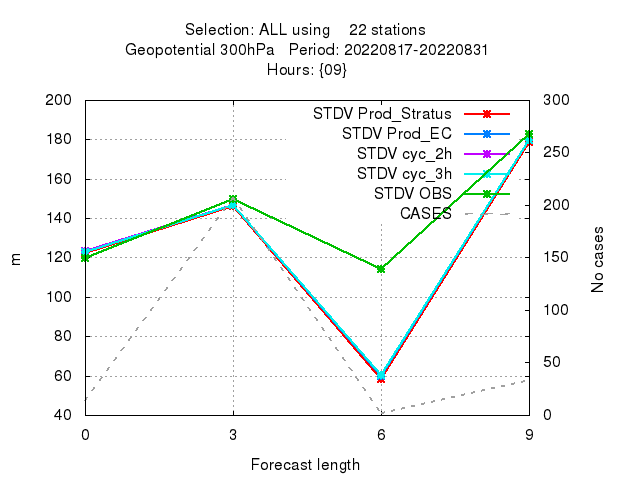 Selection: ALL using 22 stations
Geopotential 300hPa Period: 20220817-20220831
Hours: {09}
STDV Prod_Stratus
STDV Prod_EC
STDV cyc_2h
STDV cyc_3h
STDV OBS
CASES
200
180
160
140
120
100
80
60
40
m
300
250
200
150
100
50
0
No cases
0 3 6 9
Forecast length